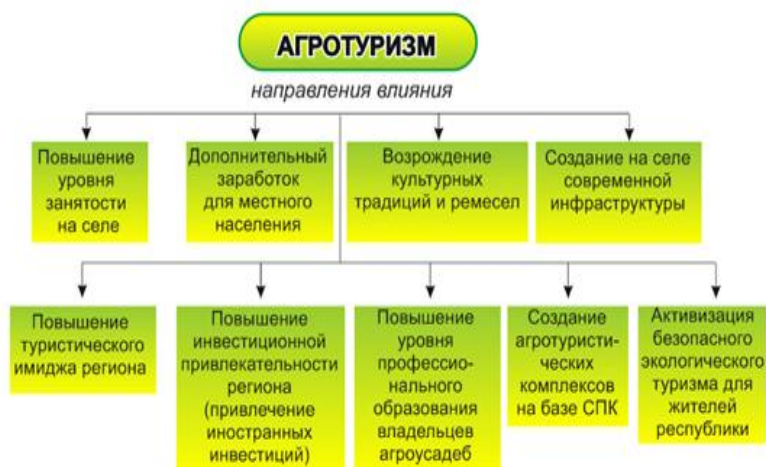 АГРОТУРИЗМ
направления влияния
Повышение
уровня
занятости
на селе
Дополнительный
заработок
для местного
населения
Возрождение
культурных
традиций и ремесел
Создание на селе
современной
инфраструктуры
Повышение
туристического
имиджа региона
Повышение
инвестиционной
привлекательности
региона
(привлечение
иностранных
инвестиций)
Повышение
уровня
профессио-
нального
образования
владельцев
агроусадеб
Создание
агротуристи-
ческих
комплексов
на базе СПК
Активизация
безопасного
экологического
туризма для
жителей
республики